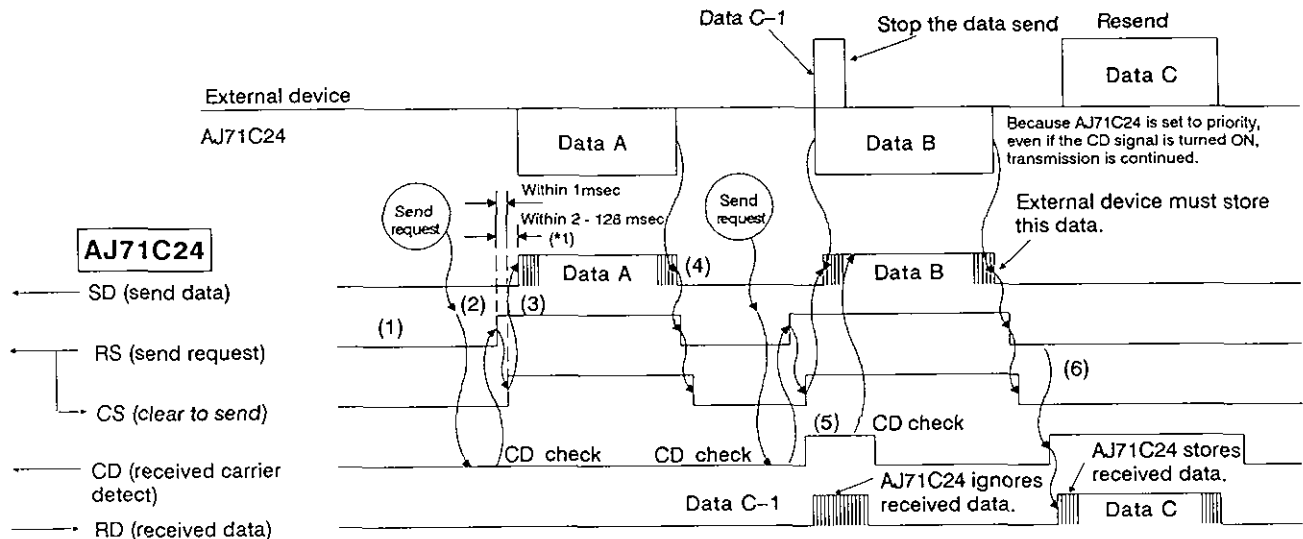 Data C-1
Stop the data send
Resend
Data C
External device
AJ71C24
Data A
Data B
Because AJ71C24 is set to priority,
even if the CD signal is turned ON,
transmission is continued.
Send
request
Within 1msec
Within 2 - 128 msec
(*1)
Send
request
External device must store
this data.
AJ71C24
Data A
(4)
Data B
SD (send data)
(2)
(3)
(1)
RS (send request)
(6)
CS (clear to send)
(5)
CD check
CD check
CD check
CD (received carrier
detect)
AJ71C24 ignores
received data.
AJ71C24 stores
received data.
Data C-1
Data C
RD (received data)